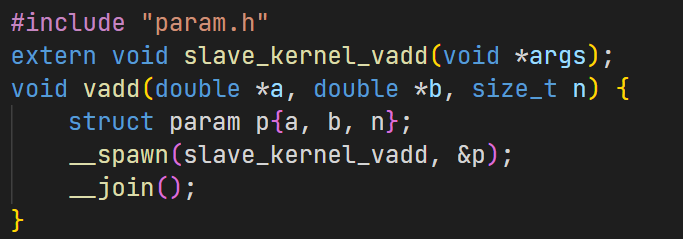 #include "param.h"
extern void slave_kernel_vadd(void *args);
void vadd(double *a, double *b, size_t n) {
    struct param p{a, b, n};
    __spawn(slave_kernel_vadd, &p);
    __join();
}